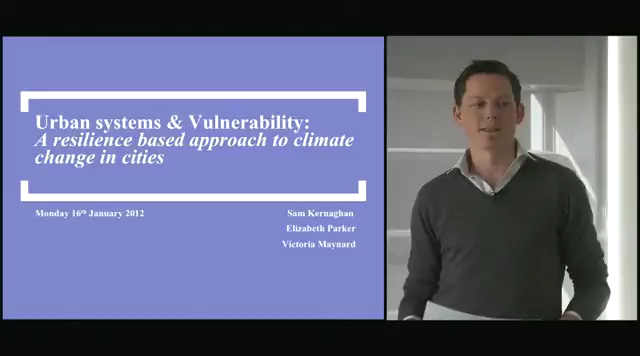 Urban systems & Vulnerability:
A resilience based approach to climate
change in cities
Monday 16th January 2012
Sam Kernaghan
Elizabeth Parker
Victoria Maynard